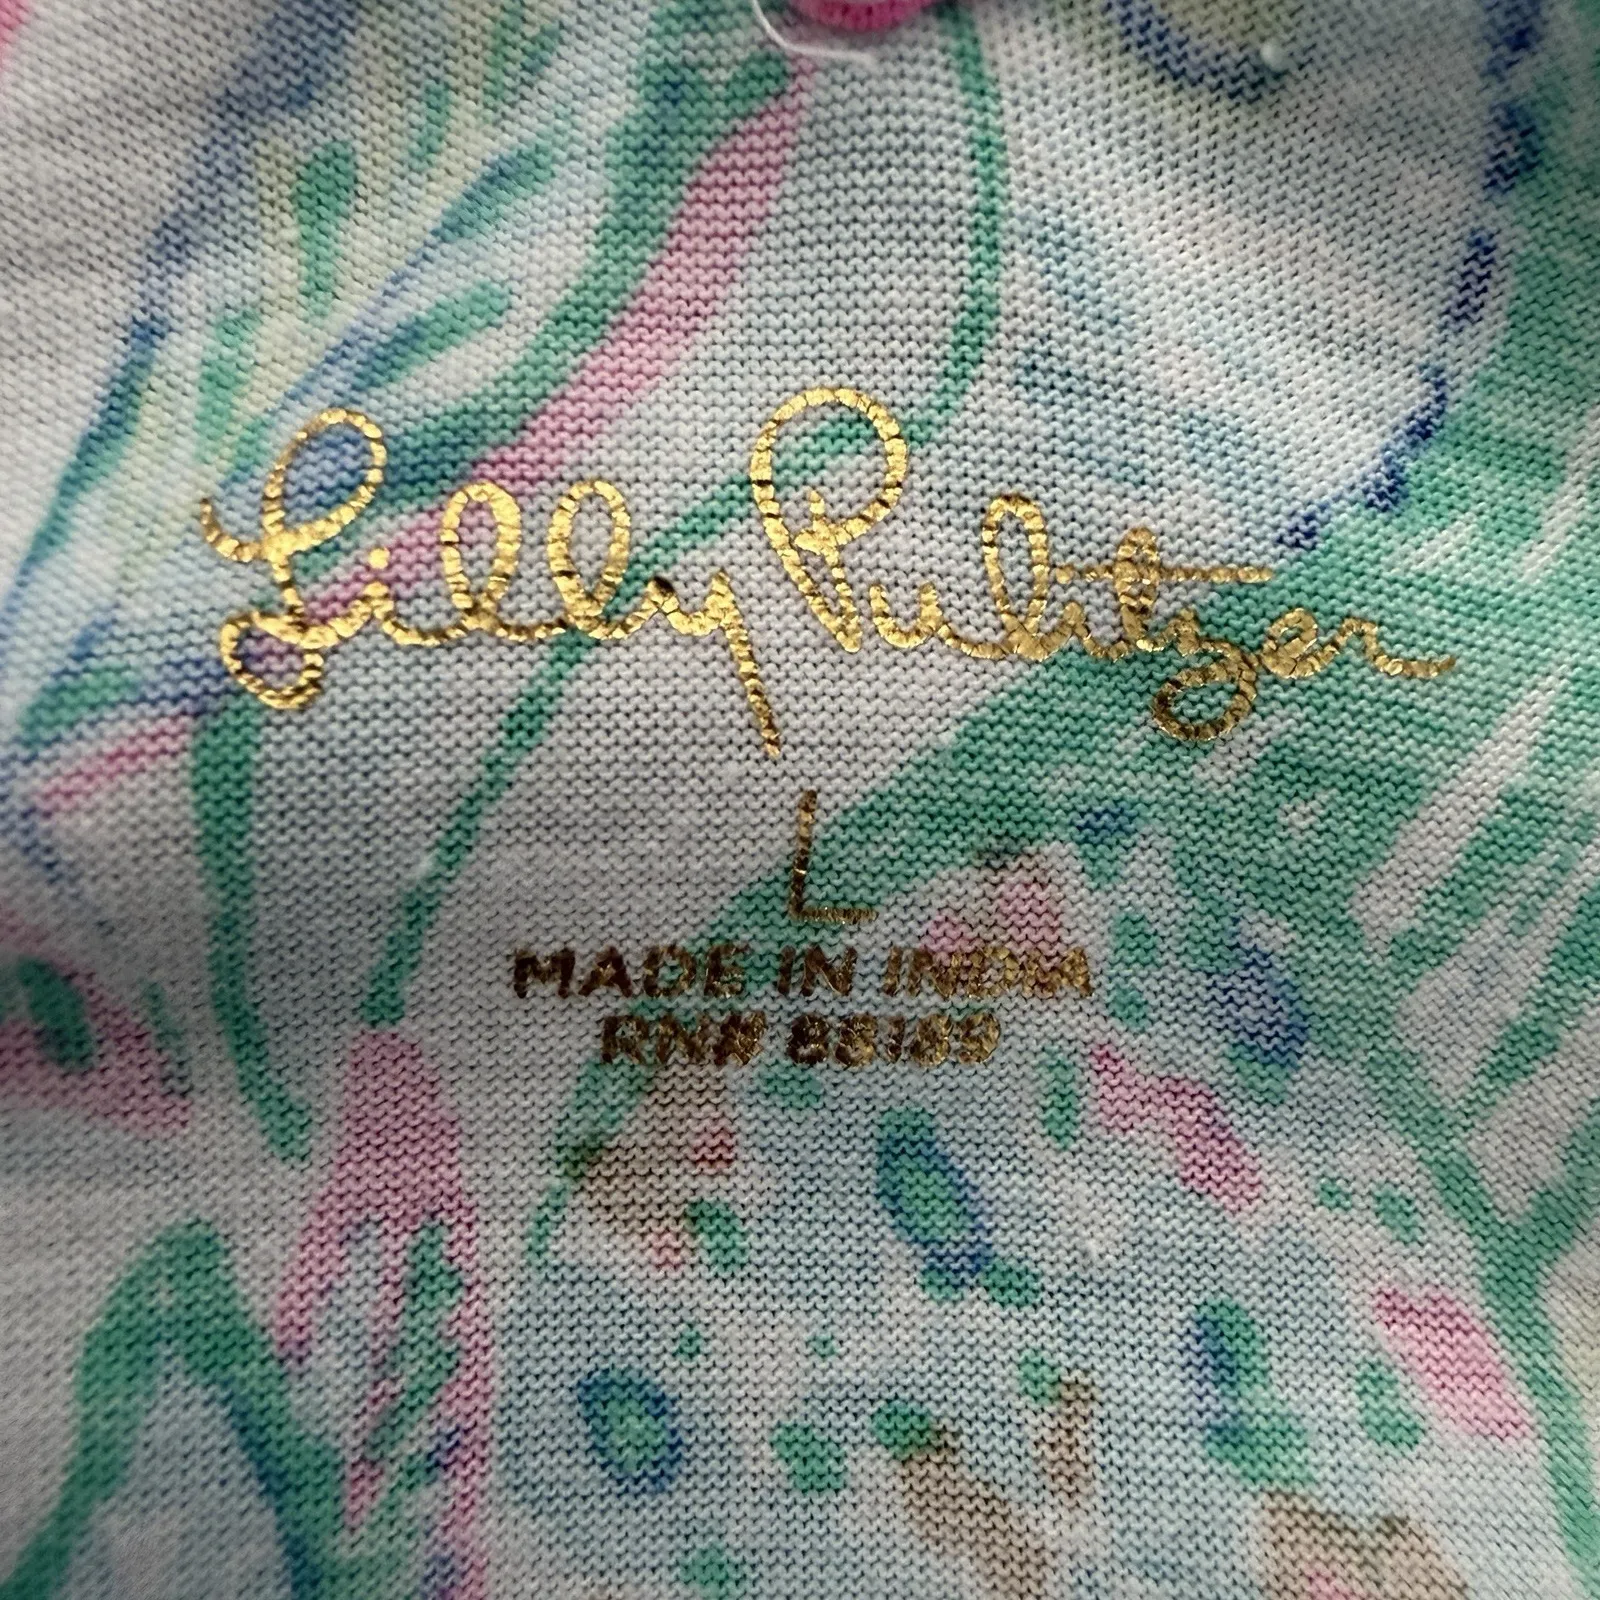 Lilly Pulitzer
L
MADE IN INDIA
RN# 88189